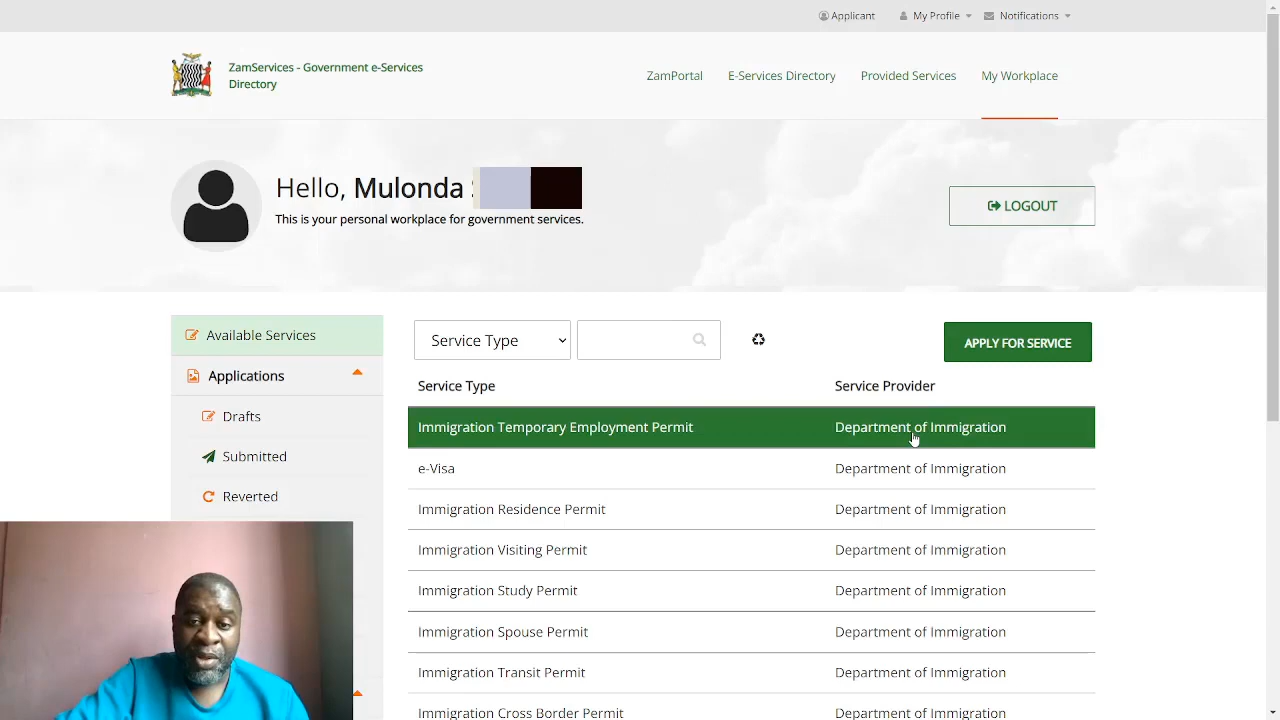 Applicant
My Profile
Notifications
ZamServices - Government e-Services
Directory
ZamPortal
E-Services Directory
Provided Services
My Workplace
Hello, Mulonda
This is your personal workplace for government services.
LOGOUT
Available Services
Applications
Drafts
Submitted
Reverted
Service Type
APPLY FOR SERVICE
Service Type Service Provider
Immigration Temporary Employment Permit Department of Immigration
e-Visa Department of Immigration
Immigration Residence Permit Department of Immigration
Immigration Visiting Permit Department of Immigration
Immigration Study Permit Department of Immigration
Immigration Spouse Permit Department of Immigration
Immigration Transit Permit Department of Immigration
Immigration Cross Border Permit Department of Immigration